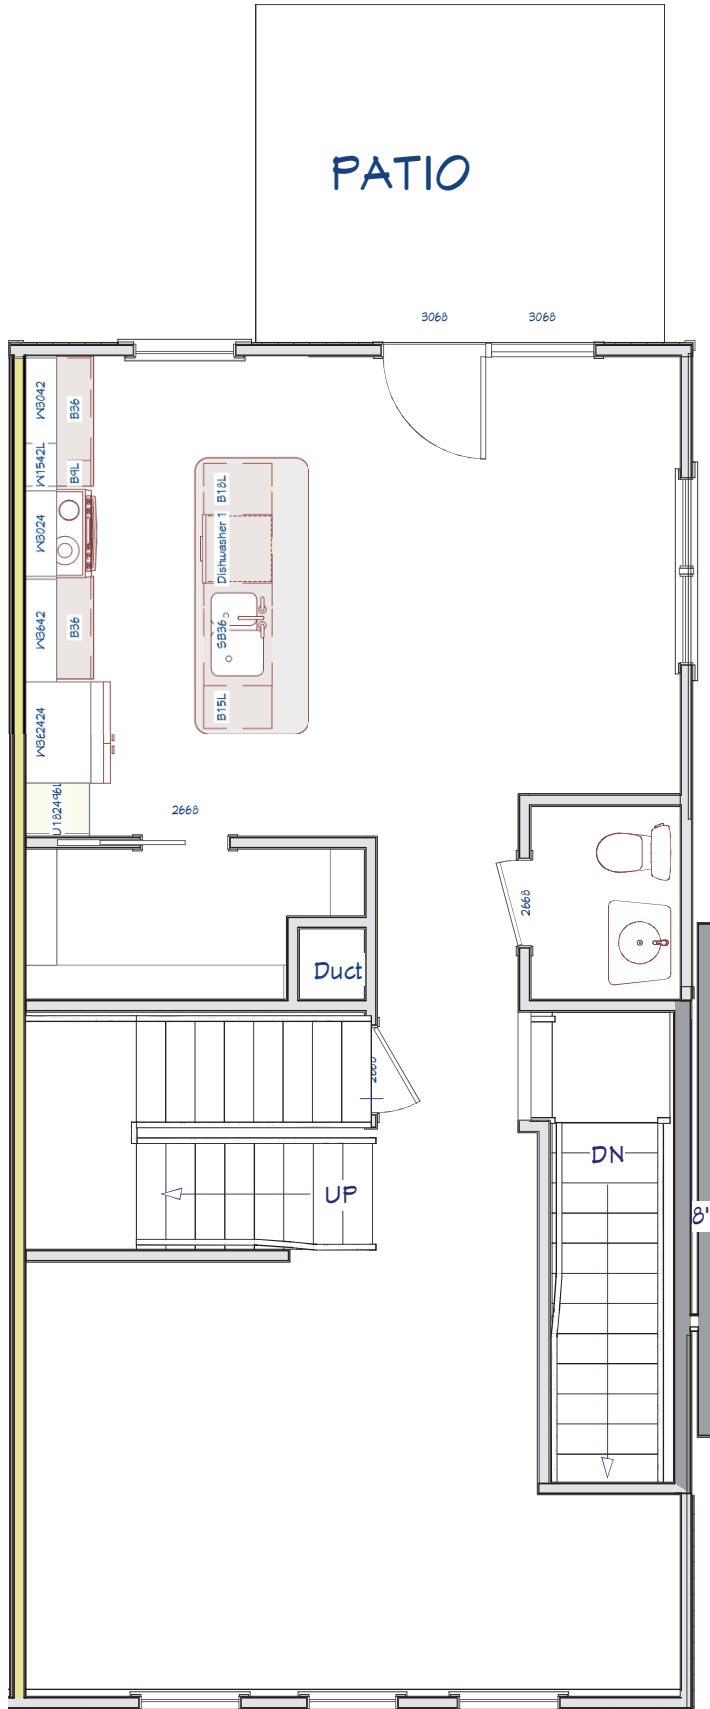 PATIO
3068
3068
W3042
B36
W1542L
B9L
W3024
W3642
B36
W362424
U182496L
B18L
Dishwasher 1
SB36
B15L
2668
2668
Duct
2668
DN
UP
8'